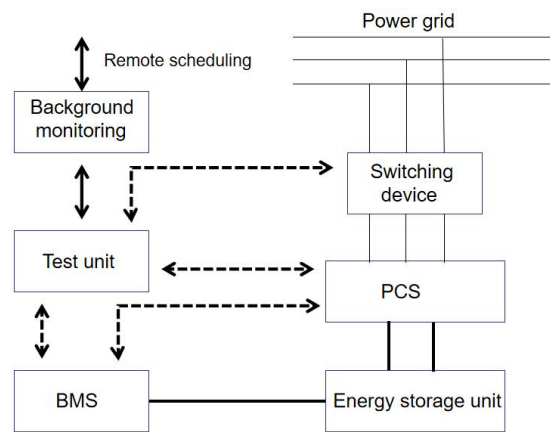 Power grid
Remote scheduling
Background
monitoring
Switching
device
Test unit
PCS
BMS
Energy storage unit